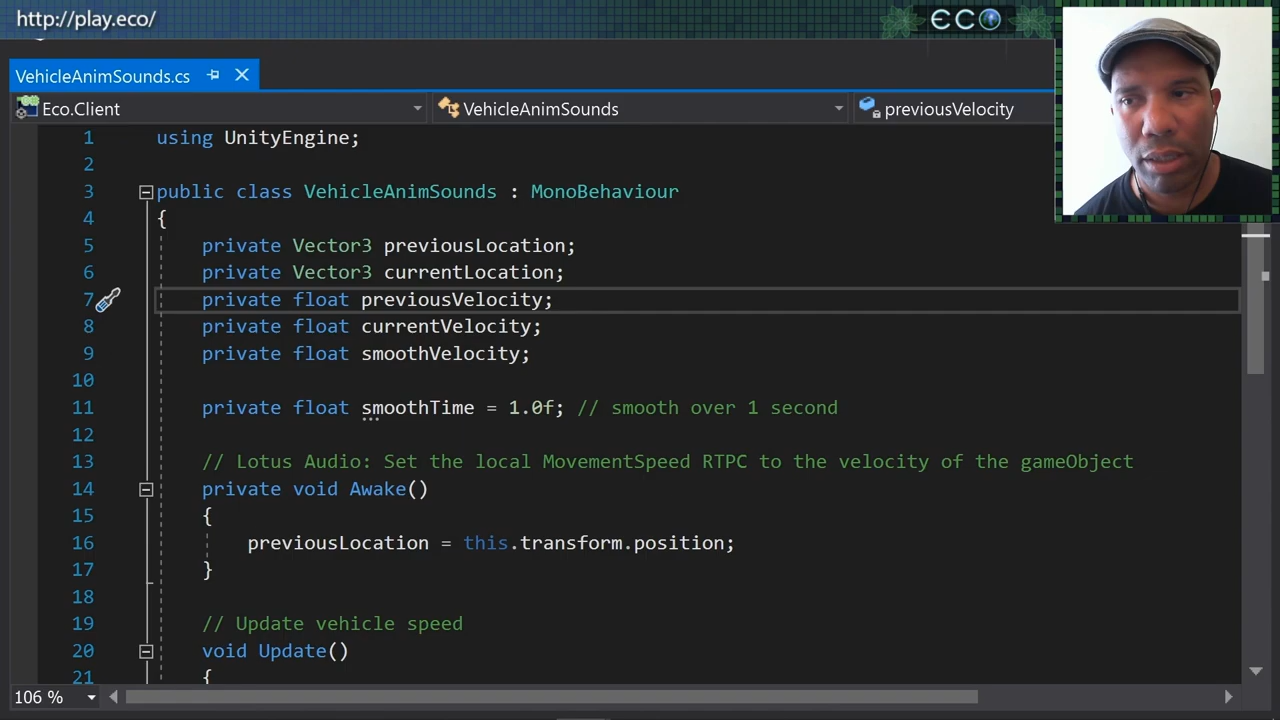 http://play.eco/
ECO
VehicleAnimSounds.cs
Eco.Client
VehicleAnimSounds
previousVelocity
1 using UnityEngine;
2
3 public class VehicleAnimSounds : MonoBehaviour
4 {
5 private Vector3 previousLocation;
6 private Vector3 currentLocation;
7 private float previousVelocity;
8 private float currentVelocity;
9 private float smoothVelocity;
10
11 private float smoothTime = 1.0f; // smooth over 1 second
12
13 // Lotus Audio: Set the local MovementSpeed RTPC to the velocity of the gameObject
14 private void Awake()
15 {
16 previousLocation = this.transform.position;
17 }
18
19 // Update vehicle speed
20 void Update()
21 {
106 %